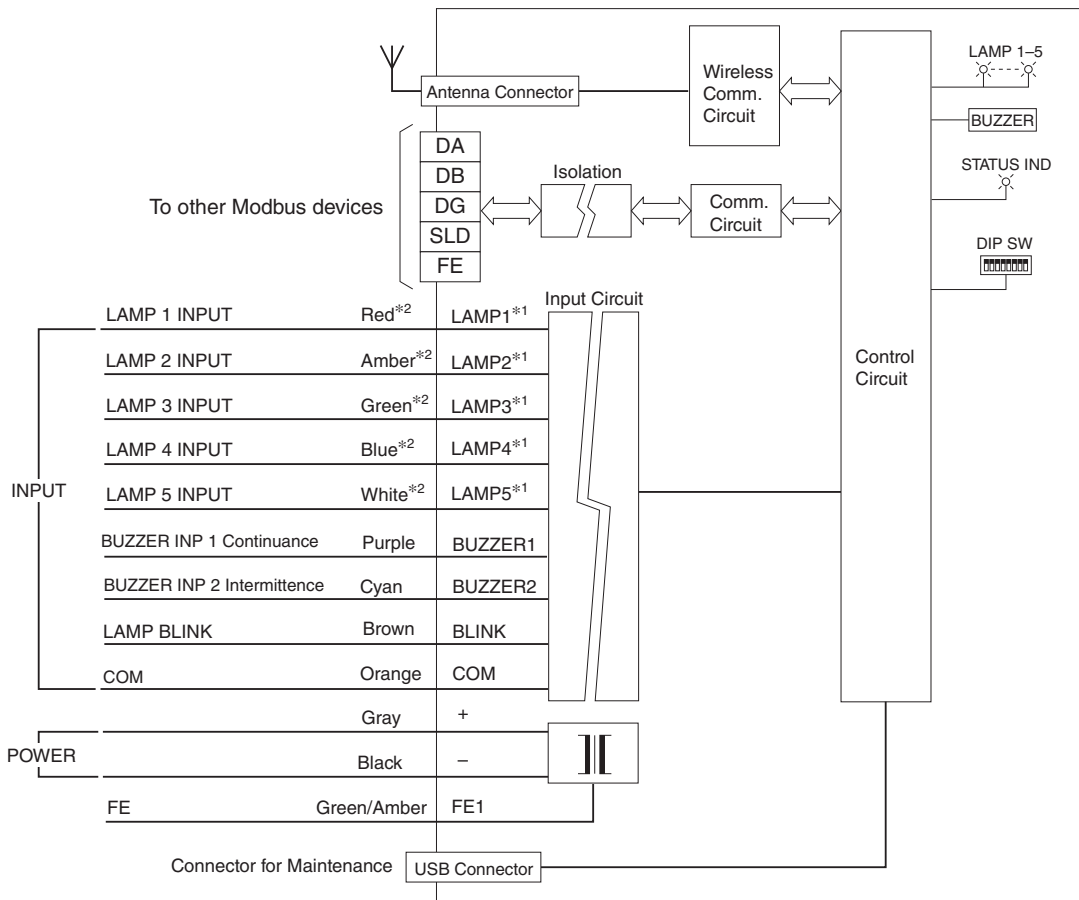 Antenna Connector
Wireless
Comm.
Circuit
LAMP 1–5
BUZZER
STATUS IND
DIP SW
To other Modbus devices
DA
DB
DG
SLD
FE
Isolation
Comm.
Circuit
Control
Circuit
Input Circuit
INPUT
LAMP 1 INPUT Red*2 LAMP1*1
LAMP 2 INPUT Amber*2 LAMP2*1
LAMP 3 INPUT Green*2 LAMP3*1
LAMP 4 INPUT Blue*2 LAMP4*1
LAMP 5 INPUT White*2 LAMP5*1
BUZZER INP 1 Continuance Purple BUZZER1
BUZZER INP 2 Intermittence Cyan BUZZER2
LAMP BLINK Brown BLINK
COM Orange COM
POWER
Gray +
Black –
FE Green/Amber FE1
Connector for Maintenance USB Connector